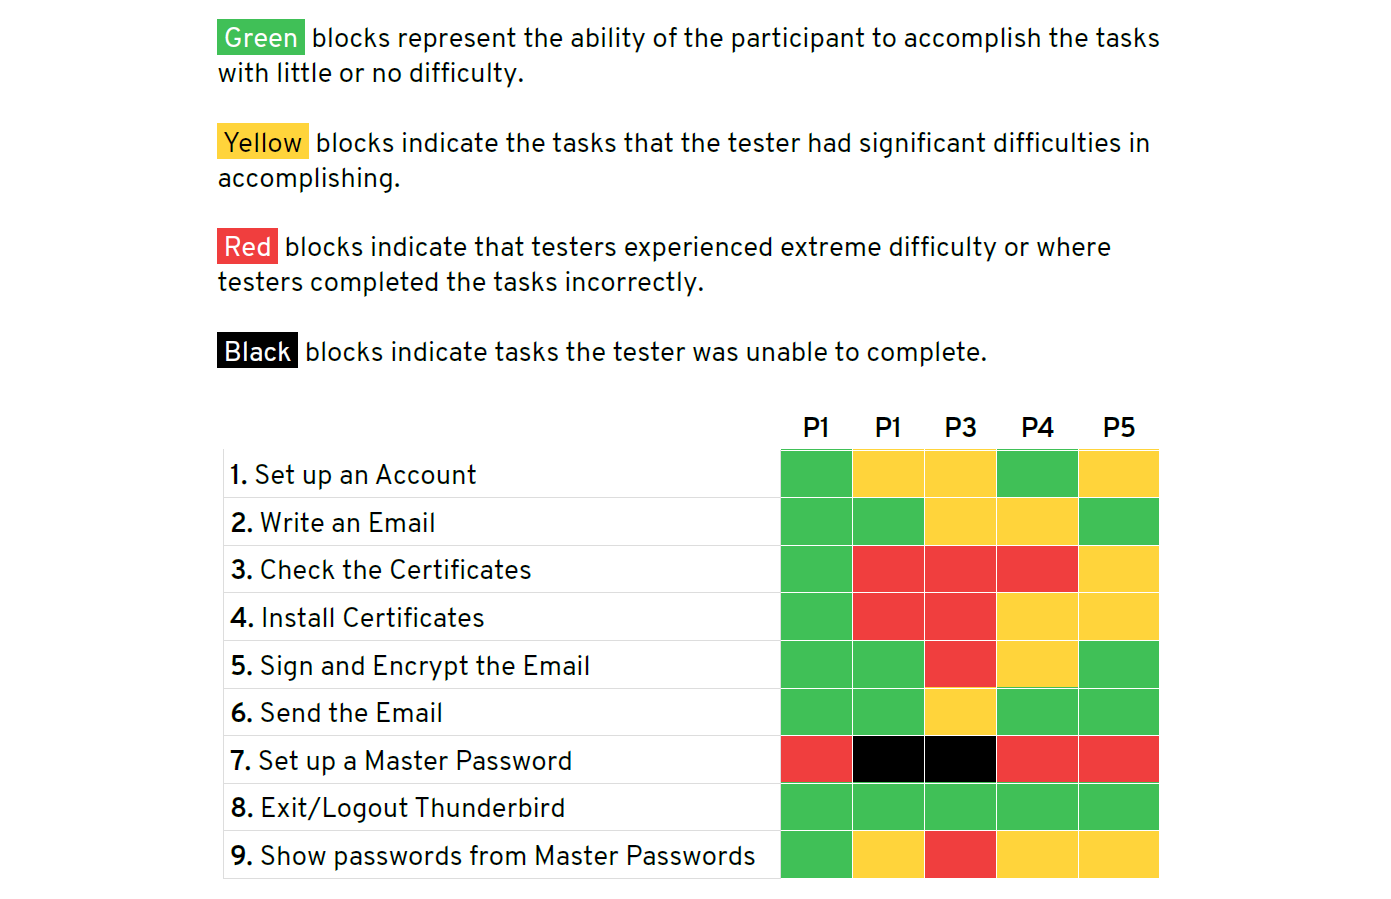 Green blocks represent the ability of the participant to accomplish the tasks
with little or no difficulty.
Yellow blocks indicate the tasks that the tester had significant difficulties in
accomplishing.
Red blocks indicate that testers experienced extreme difficulty or where
testers completed the tasks incorrectly.
Black blocks indicate tasks the tester was unable to complete.
P1 P1 P3 P4 P5
1. Set up an Account
2. Write an Email
3. Check the Certificates
4. Install Certificates
5. Sign and Encrypt the Email
6. Send the Email
7. Set up a Master Password
8. Exit/Logout Thunderbird
9. Show passwords from Master Passwords